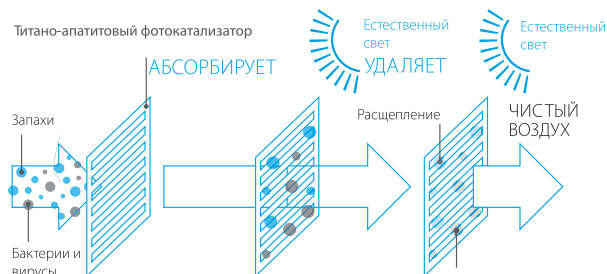 Титано-апатитовый фотокатализатор
АБСОРБИРУЕТ
Естественный
свет
УДАЛЯЕТ
Естественный
свет
Запахи
Расщепление
ЧИСТЫЙ
ВОЗДУХ
Бактерии и
вирусы